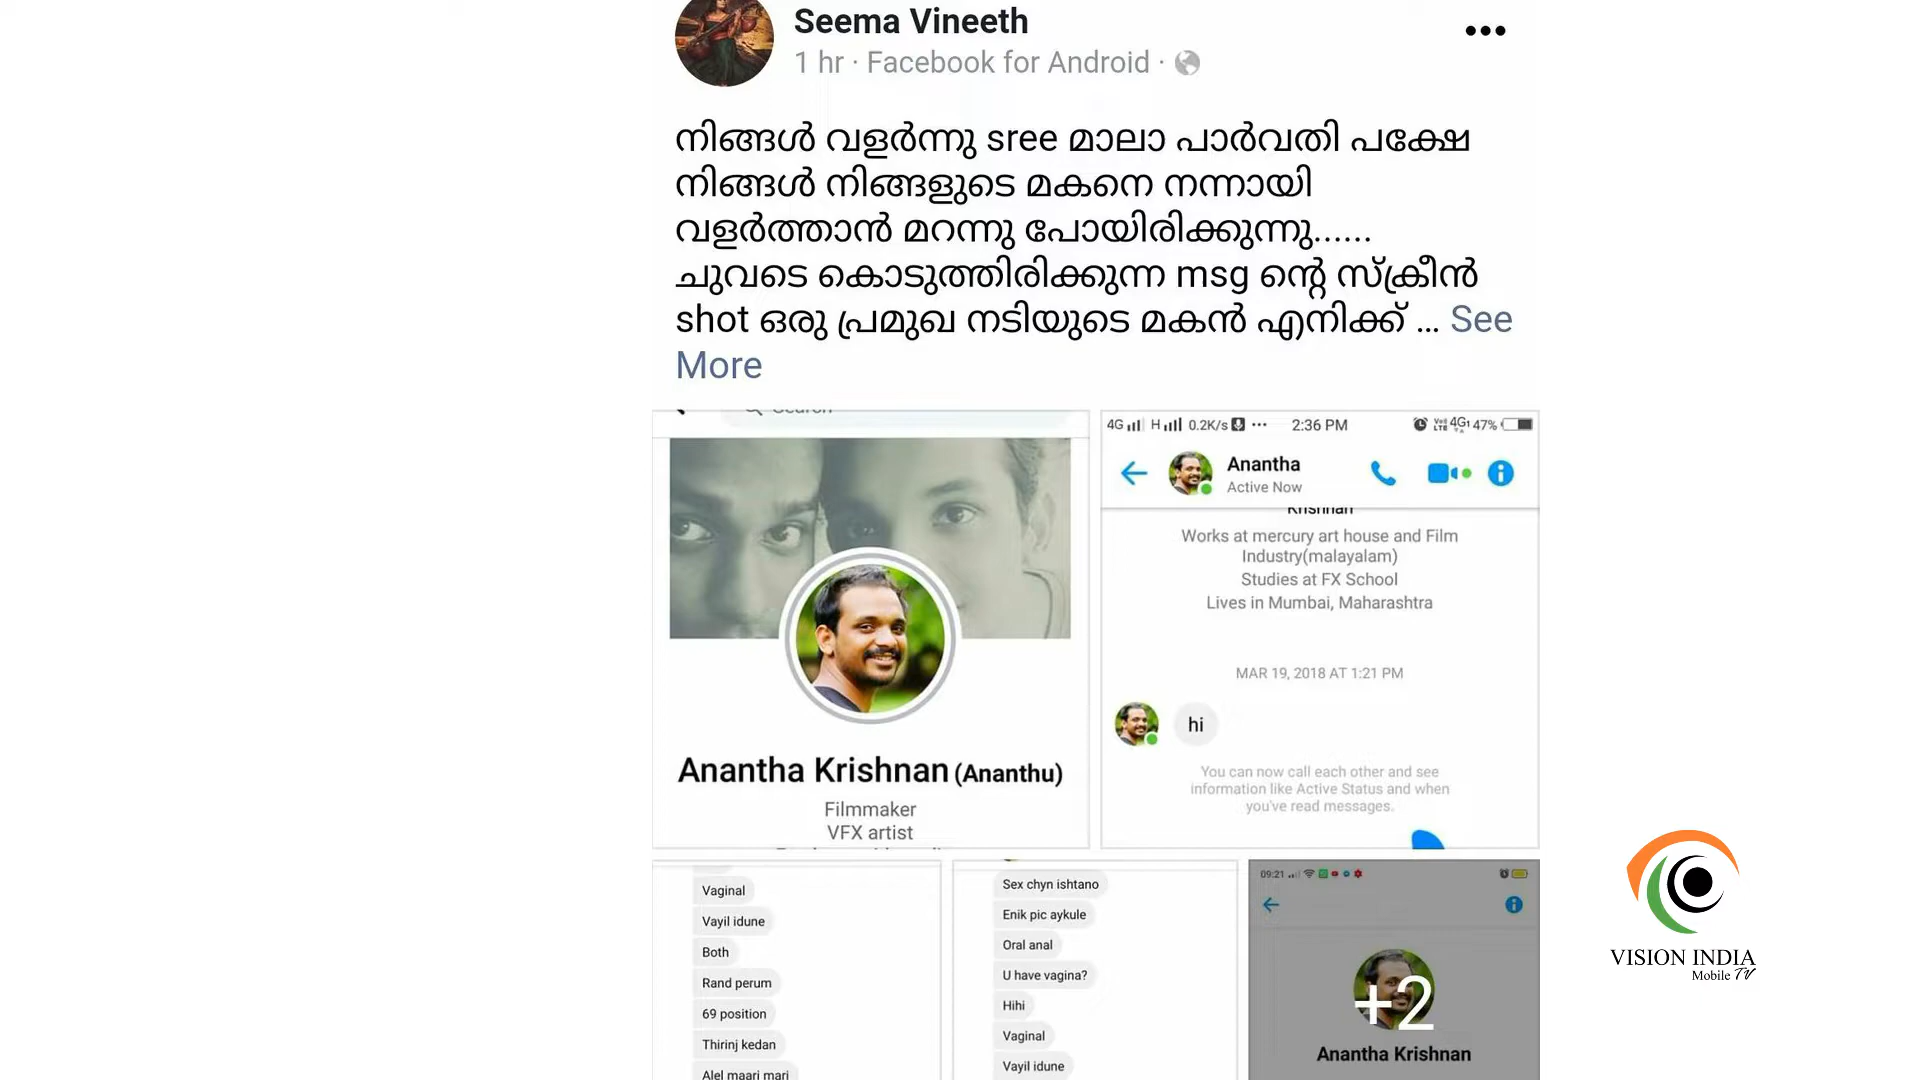 Seema Vineeth
1 hr · Facebook for Android ·
നിങ്ങൾ വളർന്നു sree മാലാ പാർവതി പക്ഷേ
നിങ്ങൾ നിങ്ങളുടെ മകനെ നന്നായി
വളർത്താൻ മറന്നു പോയിരിക്കുന്നു......
ചുവടെ കൊടുത്തിരിക്കുന്ന msg ന്റെ സ്ക്രീൻ
shot ഒരു പ്രമുഖ നടിയുടെ മകൻ എനിക്ക് ... See
More
Search
Anantha Krishnan (Ananthu)
Filmmaker
VFX artist
4G H 0.2K/s ... 2:36 PM VoLTE 4G 47%
Anantha
Active Now
Krishnan
Works at mercury art house and Film
Industry(malayalam)
Studies at FX School
Lives in Mumbai, Maharashtra
MAR 19, 2018 AT 1:21 PM
hi
You can now call each other and see
information like Active Status and when
you've read messages.
Vaginal
Vayil idune
Both
Rand perum
69 position
Thirinj kedan
Alel maari mari
Sex chyn ishtano
Enik pic aykule
Oral anal
U have vagina?
Hihi
Vaginal
Vayil idune
09:21
+2
Anantha Krishnan
VISION INDIA
Mobile TV